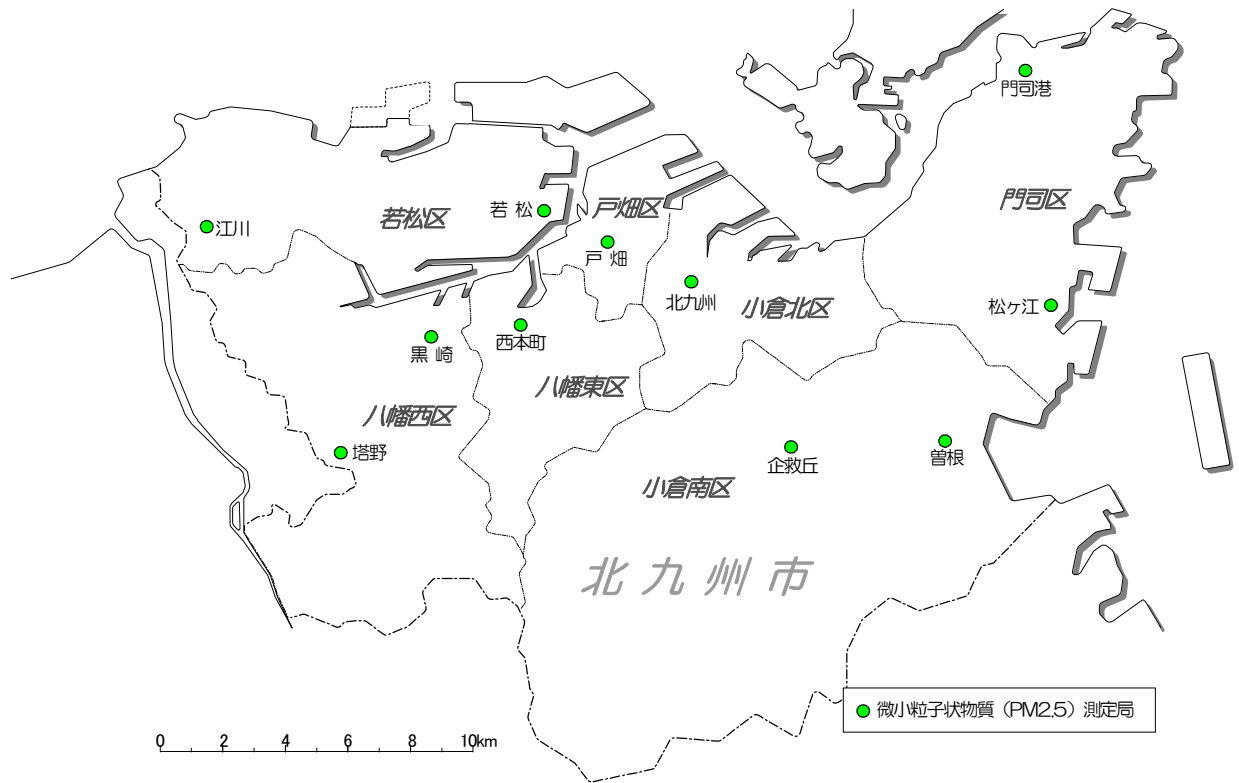 門司港
門司区
若松区
若 松
戸畑区
江川
戸 畑
北九州
小倉北区
松ヶ江
黒 崎
西本町
八幡東区
八幡西区
塔野
企救丘
曽根
小倉南区
北九州市
微小粒子状物質（PM2.5）測定局
0 2 4 6 8 10km